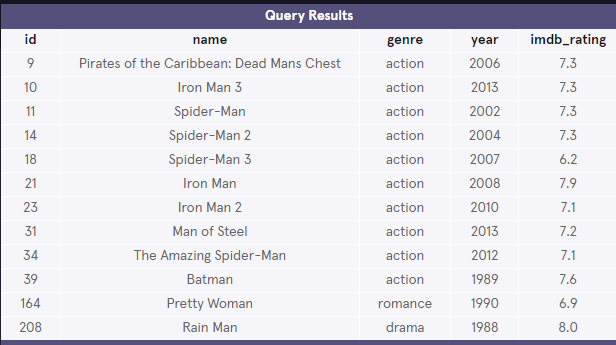 Query Results
id name genre year imdb_rating
9 Pirates of the Caribbean: Dead Mans Chest action 2006 7.3
10 Iron Man 3 action 2013 7.3
11 Spider-Man action 2002 7.3
14 Spider-Man 2 action 2004 7.3
18 Spider-Man 3 action 2007 6.2
21 Iron Man action 2008 7.9
23 Iron Man 2 action 2010 7.1
31 Man of Steel action 2013 7.2
34 The Amazing Spider-Man action 2012 7.1
39 Batman action 1989 7.6
164 Pretty Woman romance 1990 6.9
208 Rain Man drama 1988 8.0